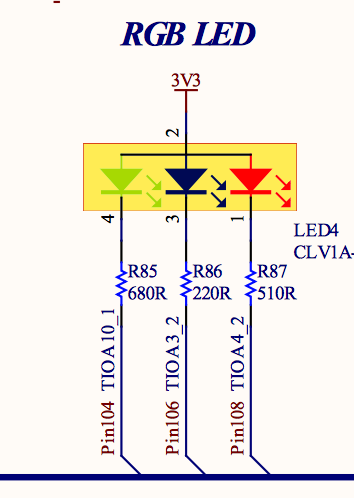 RGB LED
3V3
2
4
3
1
LED4
CLV1A-
R85
680R
R86
220R
R87
510R
Pin104 TIOA10_1
Pin106 TIOA3_2
Pin108 TIOA4_2